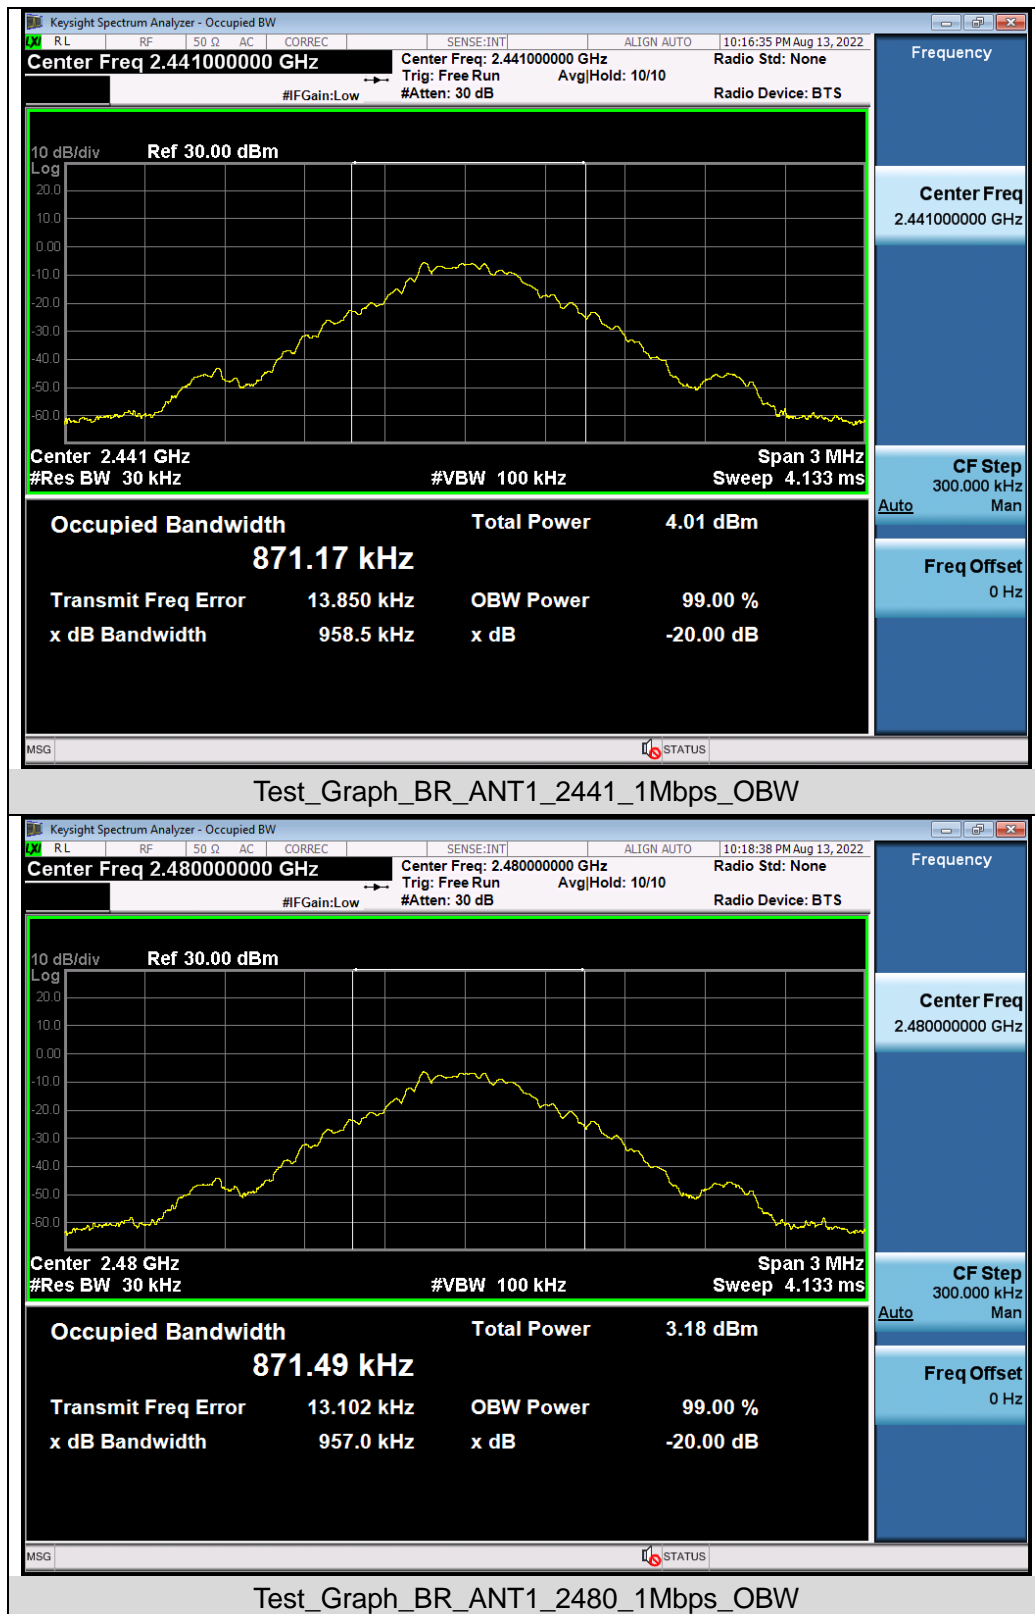 Keysight Spectrum Analyzer - Occupied BW
LXI RL RF 50 Ω AC CORREC SENSE:INT ALIGN AUTO 10:16:35 PM Aug 13, 2022
Center Freq 2.441000000 GHz Center Freq: 2.441000000 GHz Radio Std: None Frequency
Trig: Free Run Avg|Hold: 10/10
#IFGain:Low #Atten: 30 dB Radio Device: BTS
10 dB/div Ref 30.00 dBm
Log
20.0
10.0
0.00
-10.0
-20.0
-30.0
-40.0
-50.0
-60.0
Center 2.441 GHz Span 3 MHz
#Res BW 30 kHz #VBW 100 kHz Sweep 4.133 ms
Center Freq
2.441000000 GHz
CF Step
300.000 kHz
Auto Man
Freq Offset
0 Hz
Occupied Bandwidth Total Power 4.01 dBm
871.17 kHz
Transmit Freq Error 13.850 kHz OBW Power 99.00 %
x dB Bandwidth 958.5 kHz x dB -20.00 dB
MSG STATUS
Test_Graph_BR_ANT1_2441_1Mbps_OBW
Keysight Spectrum Analyzer - Occupied BW
LXI RL RF 50 Ω AC CORREC SENSE:INT ALIGN AUTO 10:18:38 PM Aug 13, 2022
Center Freq 2.480000000 GHz Center Freq: 2.480000000 GHz Radio Std: None Frequency
Trig: Free Run Avg|Hold: 10/10
#IFGain:Low #Atten: 30 dB Radio Device: BTS
10 dB/div Ref 30.00 dBm
Log
20.0
10.0
0.00
-10.0
-20.0
-30.0
-40.0
-50.0
-60.0
Center 2.48 GHz Span 3 MHz
#Res BW 30 kHz #VBW 100 kHz Sweep 4.133 ms
Center Freq
2.480000000 GHz
CF Step
300.000 kHz
Auto Man
Freq Offset
0 Hz
Occupied Bandwidth Total Power 3.18 dBm
871.49 kHz
Transmit Freq Error 13.102 kHz OBW Power 99.00 %
x dB Bandwidth 957.0 kHz x dB -20.00 dB
MSG STATUS
Test_Graph_BR_ANT1_2480_1Mbps_OBW